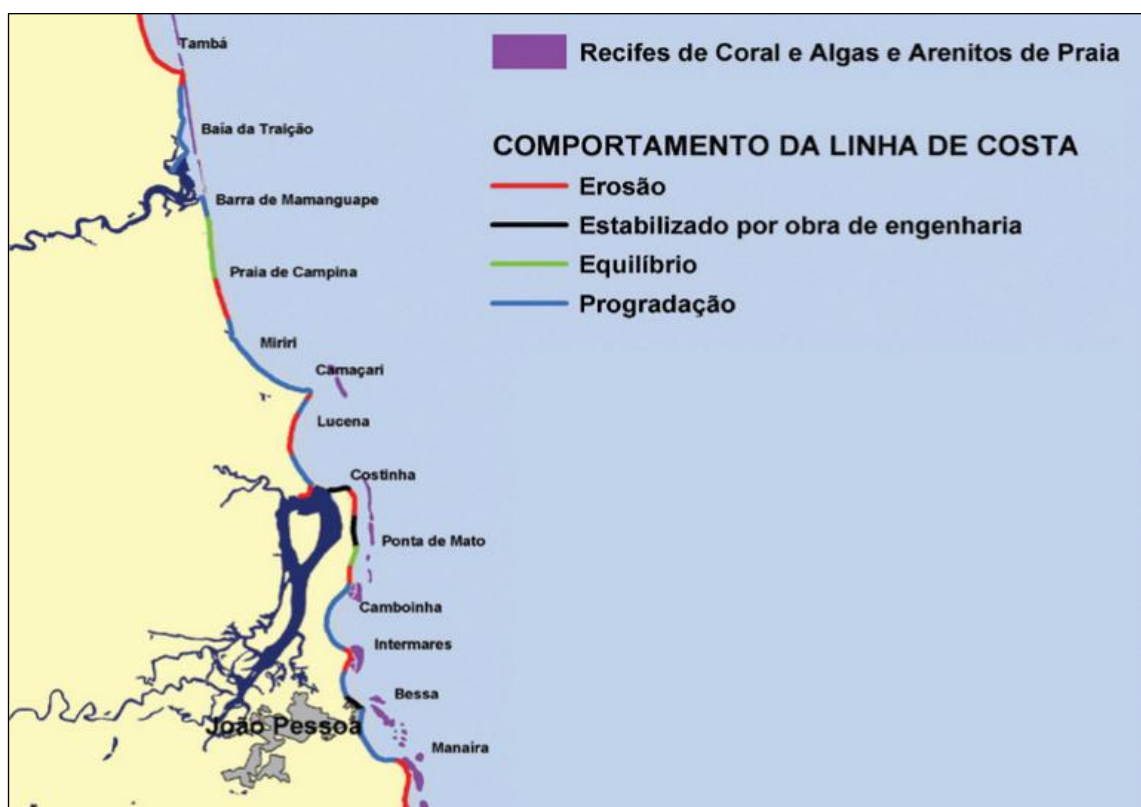 Tambá
Recifes de Coral e Algas e Arenitos de Praia
Baía da Traição
COMPORTAMENTO DA LINHA DE COSTA
Erosão
Barra de Mamanguape
Estabilizado por obra de engenharia
Equilíbrio
Praia de Campina
Progradação
Miriri
Camaçari
Lucena
Costinha
Ponta de Mato
Camboinha
Intermares
Bessa
João Pessoa
Manaíra